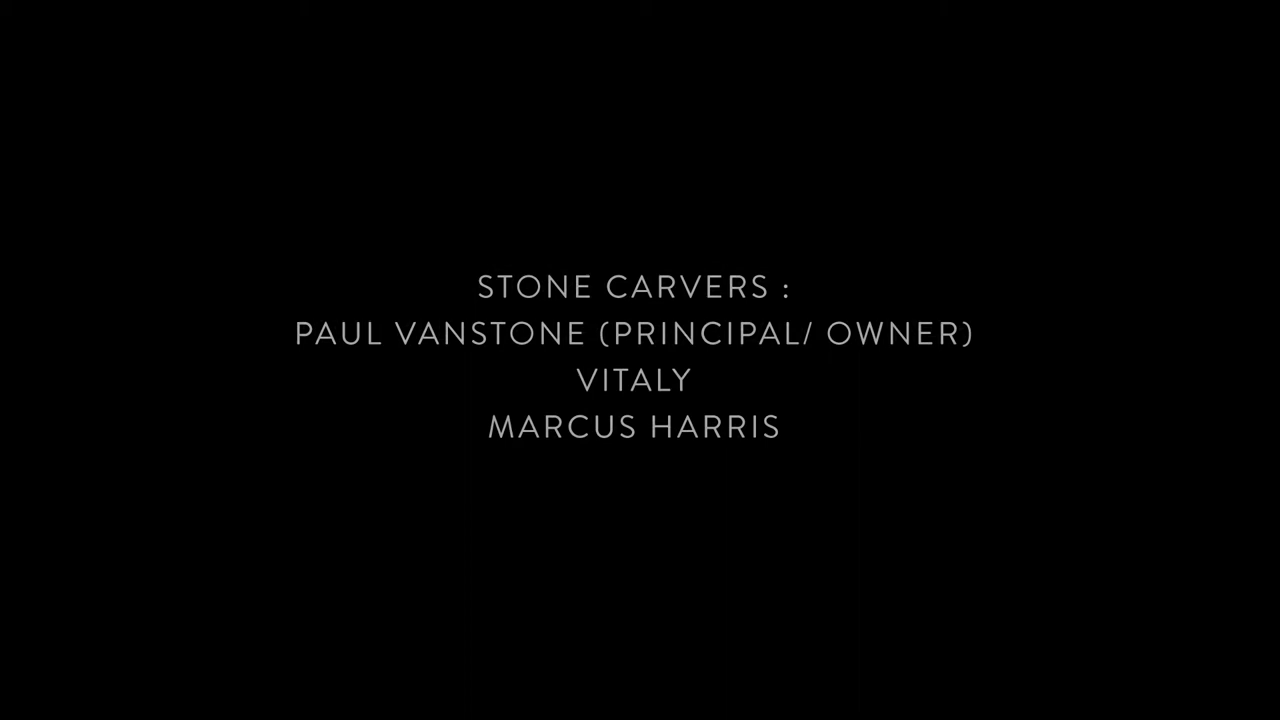 STONE CARVERS :
PAUL VANSTONE (PRINCIPAL/ OWNER)
VITALY
MARCUS HARRIS